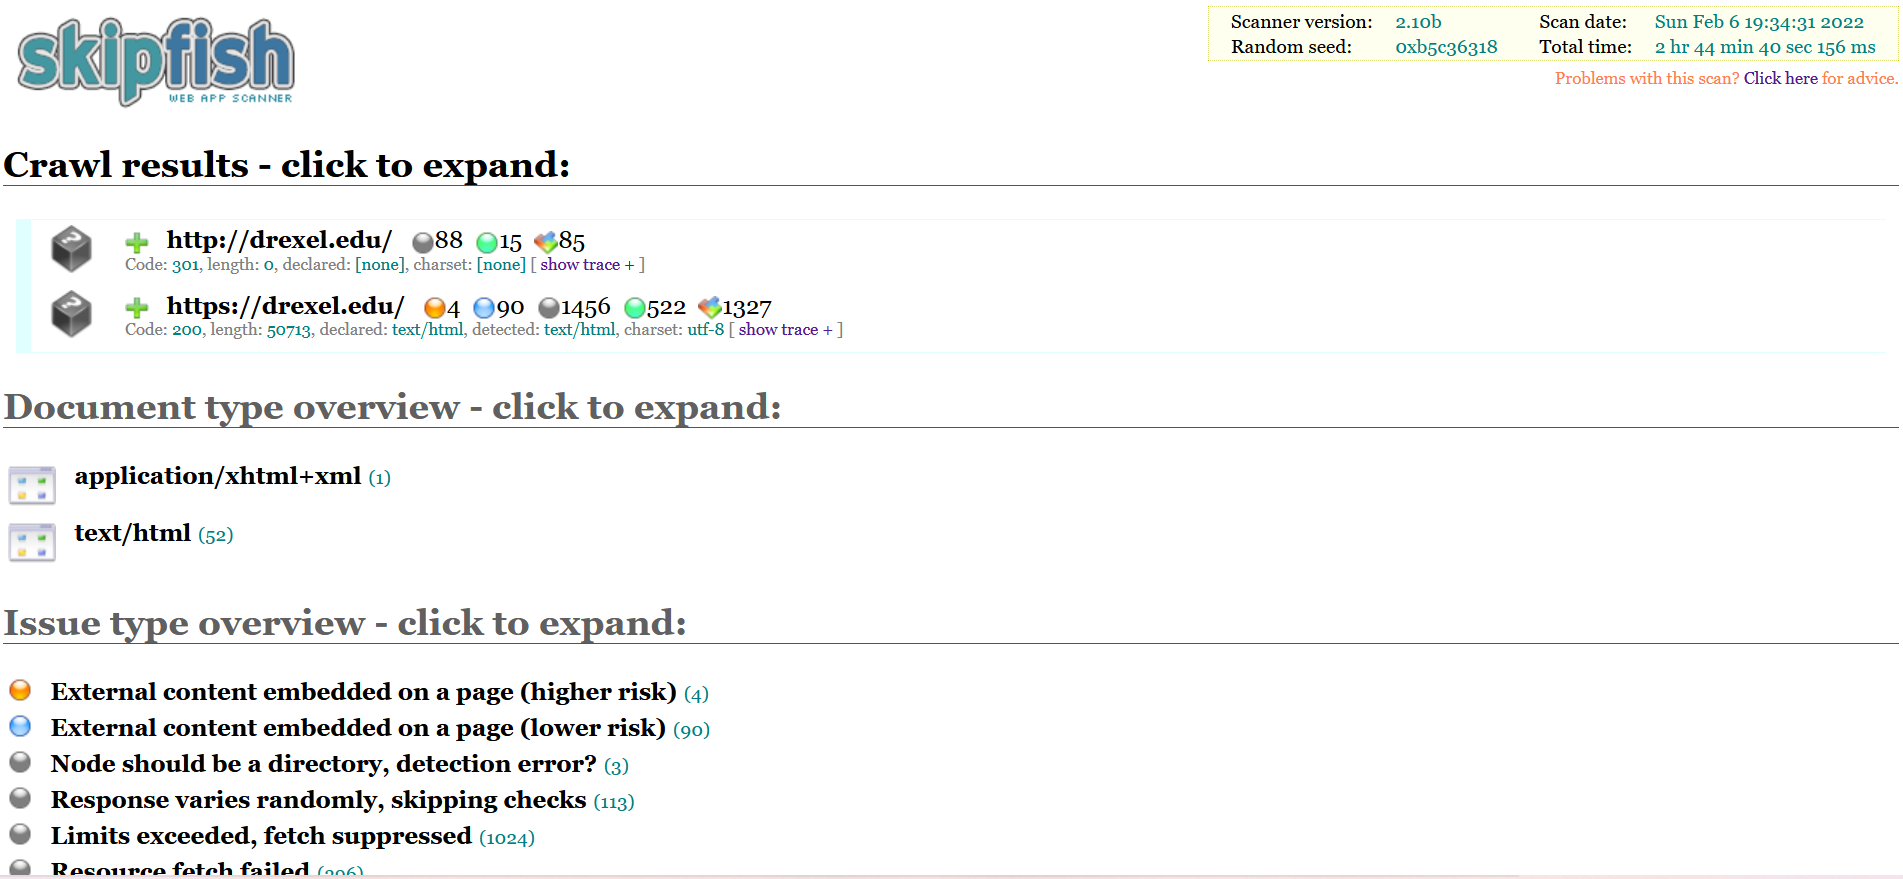 skipfish
WEB APP SCANNER
Scanner version: 2.10b Scan date: Sun Feb 6 19:34:31 2022
Random seed: 0xb5c36318 Total time: 2 hr 44 min 40 sec 156 ms
Problems with this scan? Click here for advice.
Crawl results - click to expand:
http://drexel.edu/ 88 15 85
Code: 301, length: 0, declared: [none], charset: [none] [ show trace + ]
https://drexel.edu/ 4 90 1456 522 1327
Code: 200, length: 50713, declared: text/html, detected: text/html, charset: utf-8 [ show trace + ]
Document type overview - click to expand:
application/xhtml+xml (1)
text/html (52)
Issue type overview - click to expand:
External content embedded on a page (higher risk) (4)
External content embedded on a page (lower risk) (90)
Node should be a directory, detection error? (3)
Response varies randomly, skipping checks (113)
Limits exceeded, fetch suppressed (1024)
Resource fetch failed